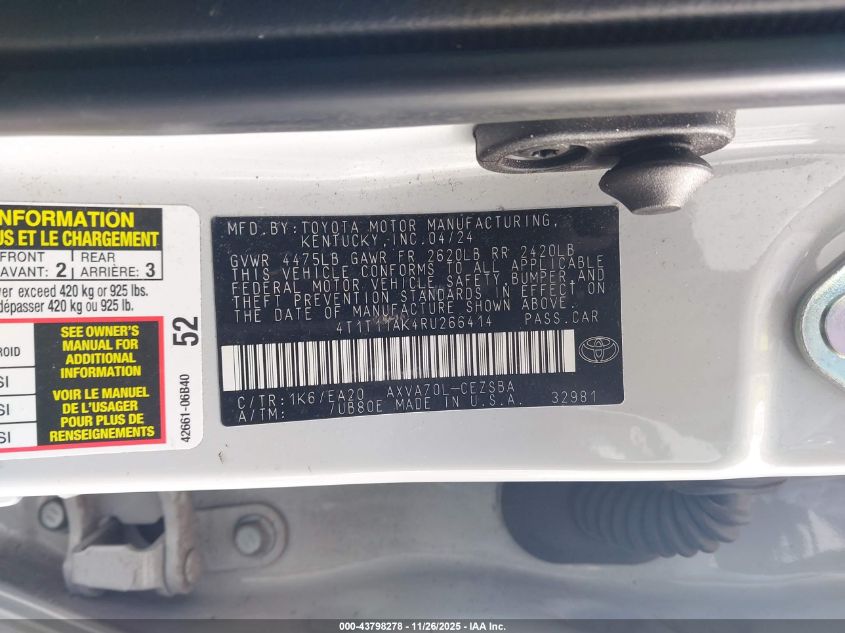 NFORMATION
US ET LE CHARGEMENT
FRONT REAR
AVANT: 2 ARRIÈRE: 3
ver exceed 420 kg or 925 lbs.
dépasser 420 kg ou 925 lb.
SEE OWNER'S
MANUAL FOR
ADDITIONAL
INFORMATION
VOIR LE MANUEL
DE L'USAGER
POUR PLUS DE
RENSEIGNEMENTS
ROID
SI
SI
SI
52
42661-06B40
MFD.BY:TOYOTA MOTOR MANUFACTURING,
KENTUCKY,INC.04/24
GVWR 4475LB GAWR FR 2620LB RR 2420LB
THIS VEHICLE CONFORMS TO ALL APPLICABLE
FEDERAL MOTOR VEHICLE SAFETY,BUMPER,AND
THEFT PREVENTION STANDARDS IN EFFECT ON
THE DATE OF MANUFACTURE SHOWN ABOVE.
4T1T11AK4RU266414 PASS.CAR
C/TR:1K6/EA20 AXVA70L-CEZSBA
A/TM: 7UB80E MADE IN U.S.A. 32981
000-43798278 - 11/26/2025 - IAA Inc.